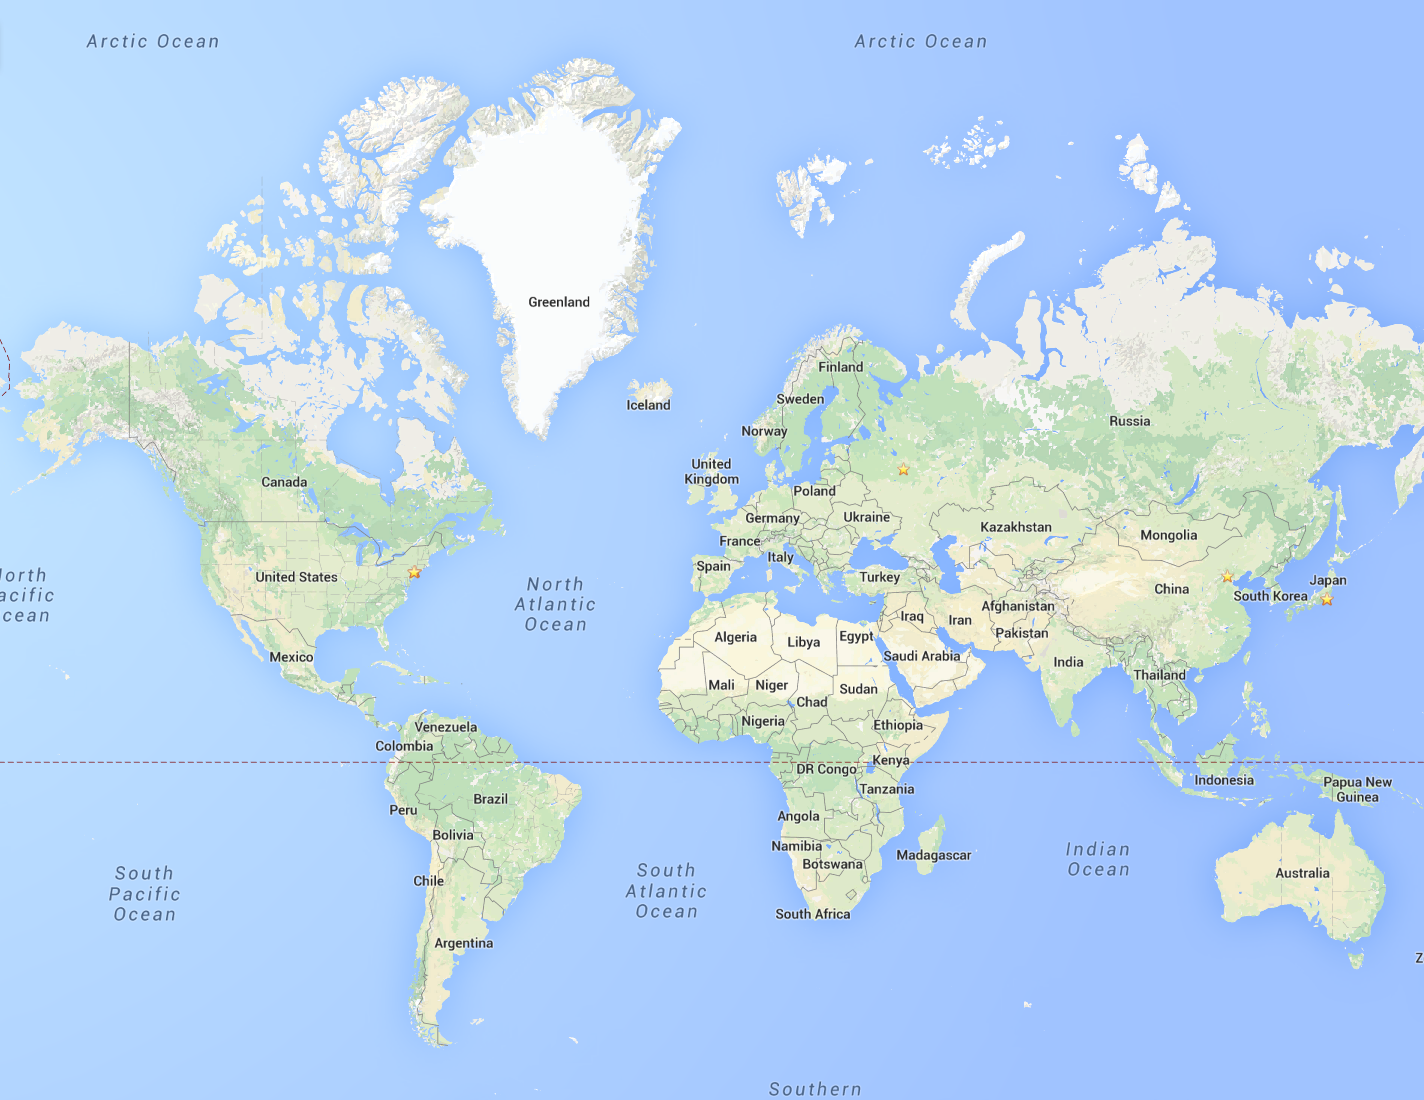 Arctic Ocean
Arctic Ocean
Greenland
Finland
Sweden
Iceland
Norway
Russia
United
Kingdom
Canada
Poland
Germany
Ukraine
Kazakhstan
Mongolia
France
Italy
Spain
Turkey
United States
China
Japan
South Korea
North
Atlantic
Ocean
Afghanistan
Iraq
Iran
Pakistan
Algeria
Libya
Egypt
Saudi Arabia
India
Mexico
Thailand
Mali
Niger
Sudan
Chad
Nigeria
Ethiopia
Venezuela
Colombia
Kenya
DR Congo
Indonesia
Papua New
Guinea
Tanzania
Brazil
Peru
Angola
Bolivia
Namibia
Botswana
Madagascar
Indian
Ocean
South
Pacific
Ocean
South
Atlantic
Ocean
Chile
Australia
South Africa
Argentina
Z
Southern